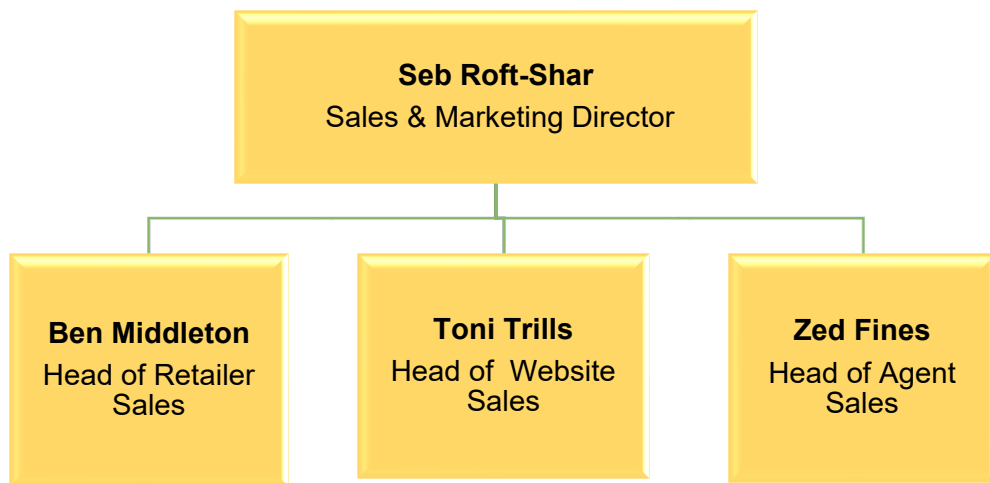 Seb Roft-Shar
Sales & Marketing Director
Ben Middleton
Head of Retailer
Sales
Toni Trills
Head of  Website
Sales
Zed Fines
Head of Agent
Sales